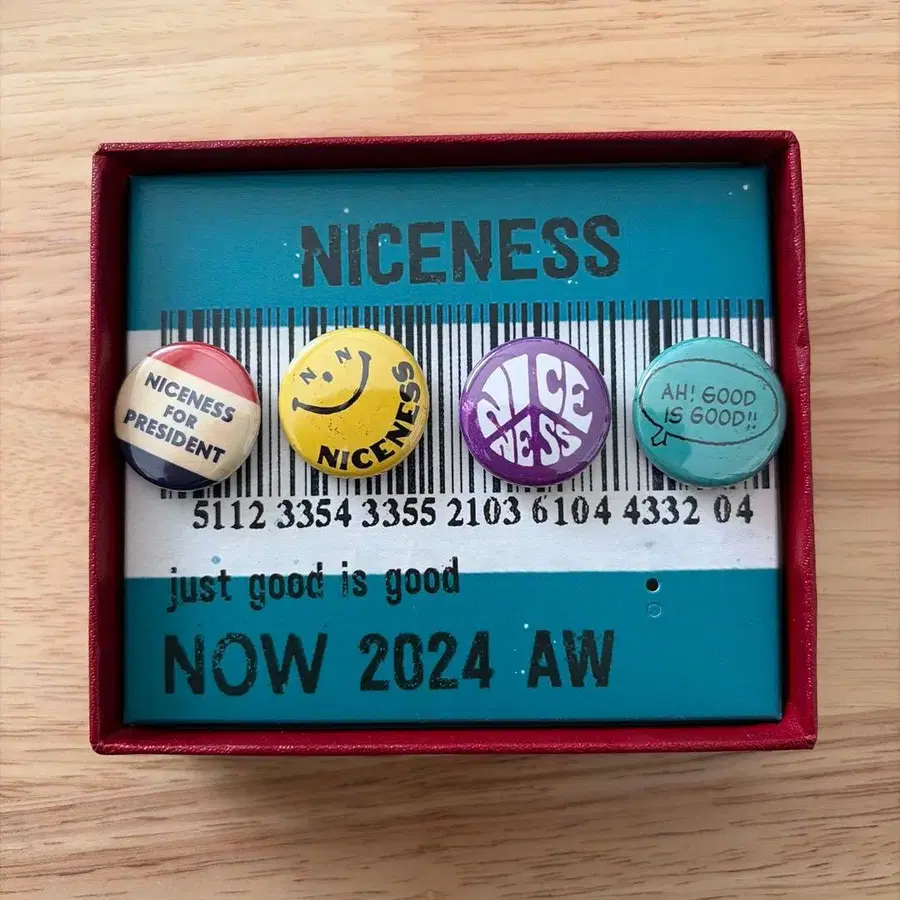 NICENESS
NICENESS
FOR
PRESIDENT
N N
NICENESS
NICE
NESS
AH! GOOD
IS GOOD!!
5112 3354 3355 2103 6104 4332 04
just good is good
NOW 2024 AW